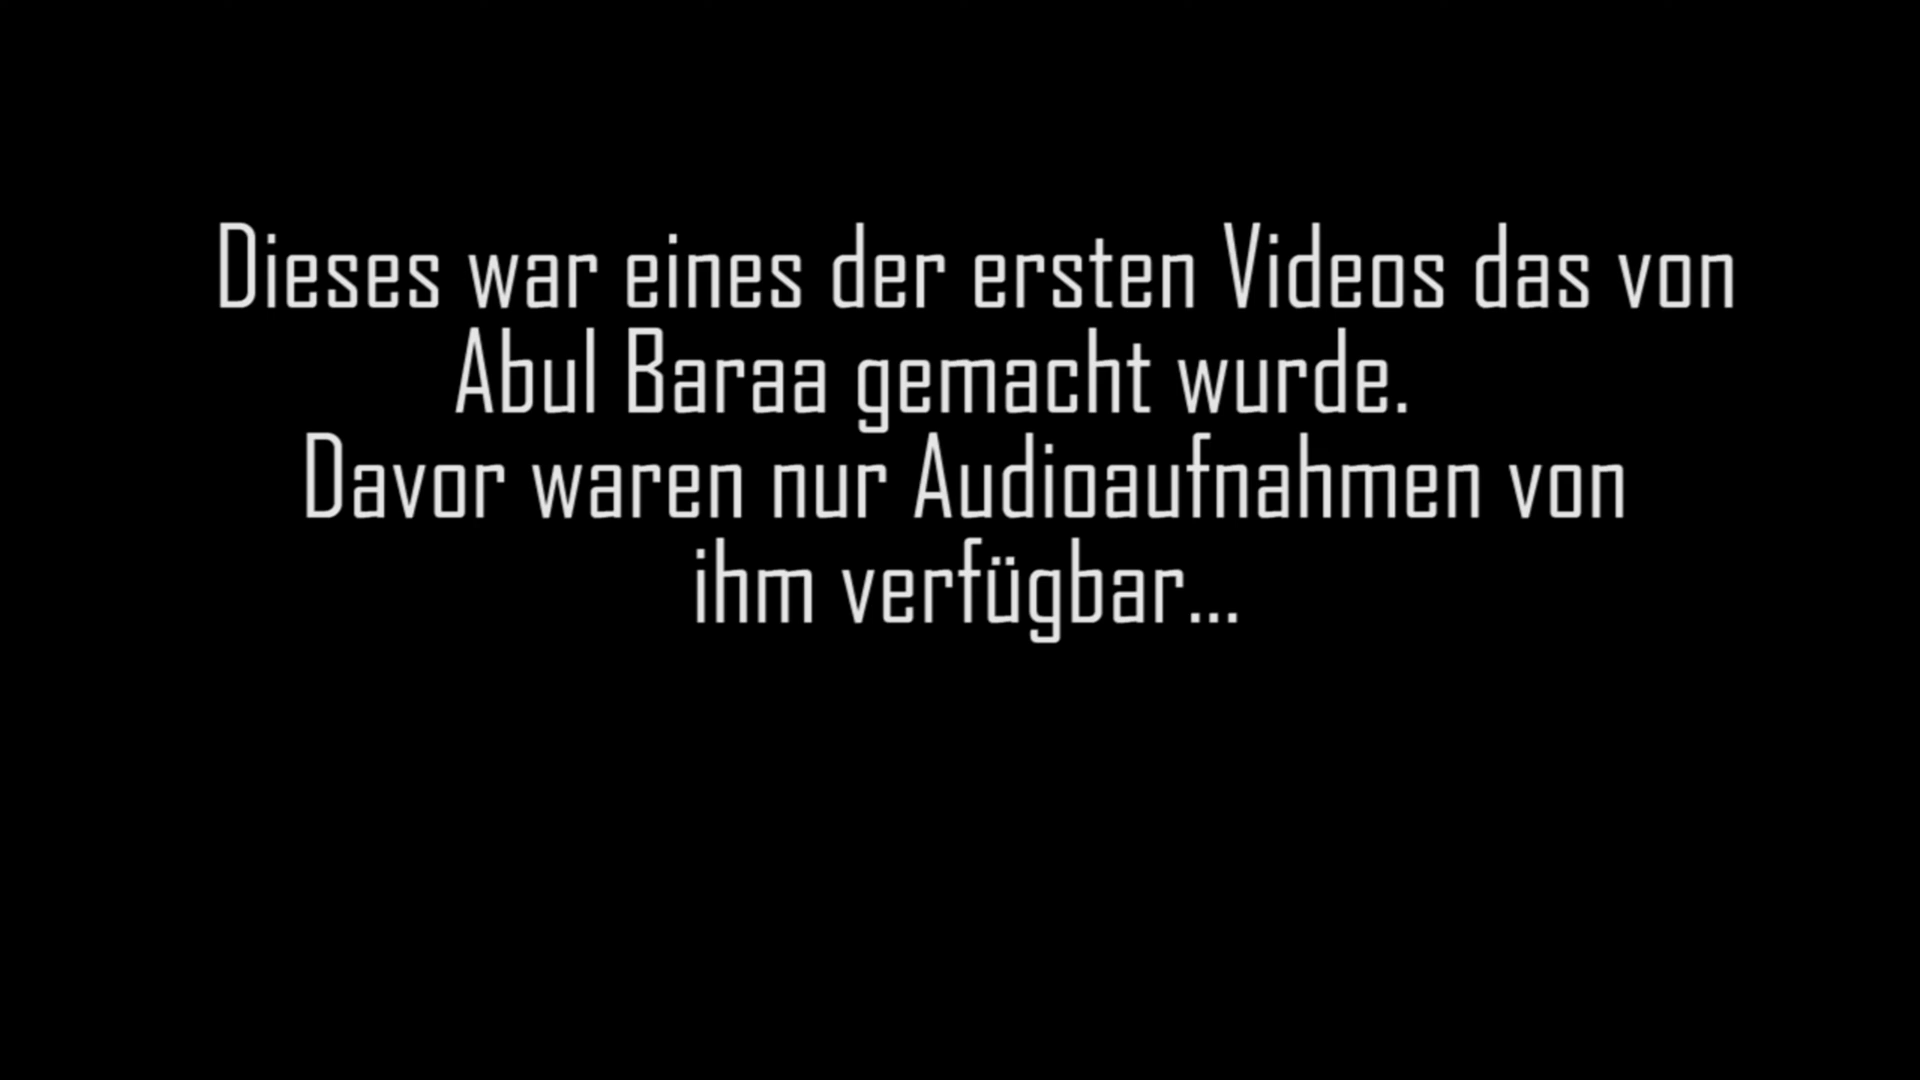 Dieses war eines der ersten Videos das von
Abul Baraa gemacht wurde.
Davor waren nur Audioaufnahmen von
ihm verfügbar...